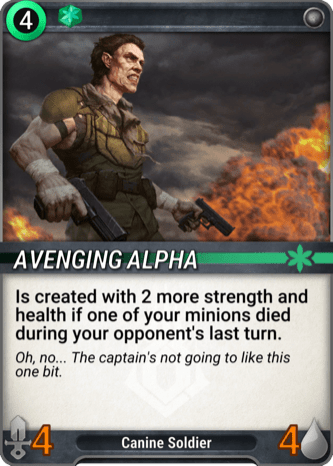 4
AVENGING ALPHA
Is created with 2 more strength and
health if one of your minions died
during your opponent's last turn.
Oh, no... The captain's not going to like this
one bit.
4 Canine Soldier 4